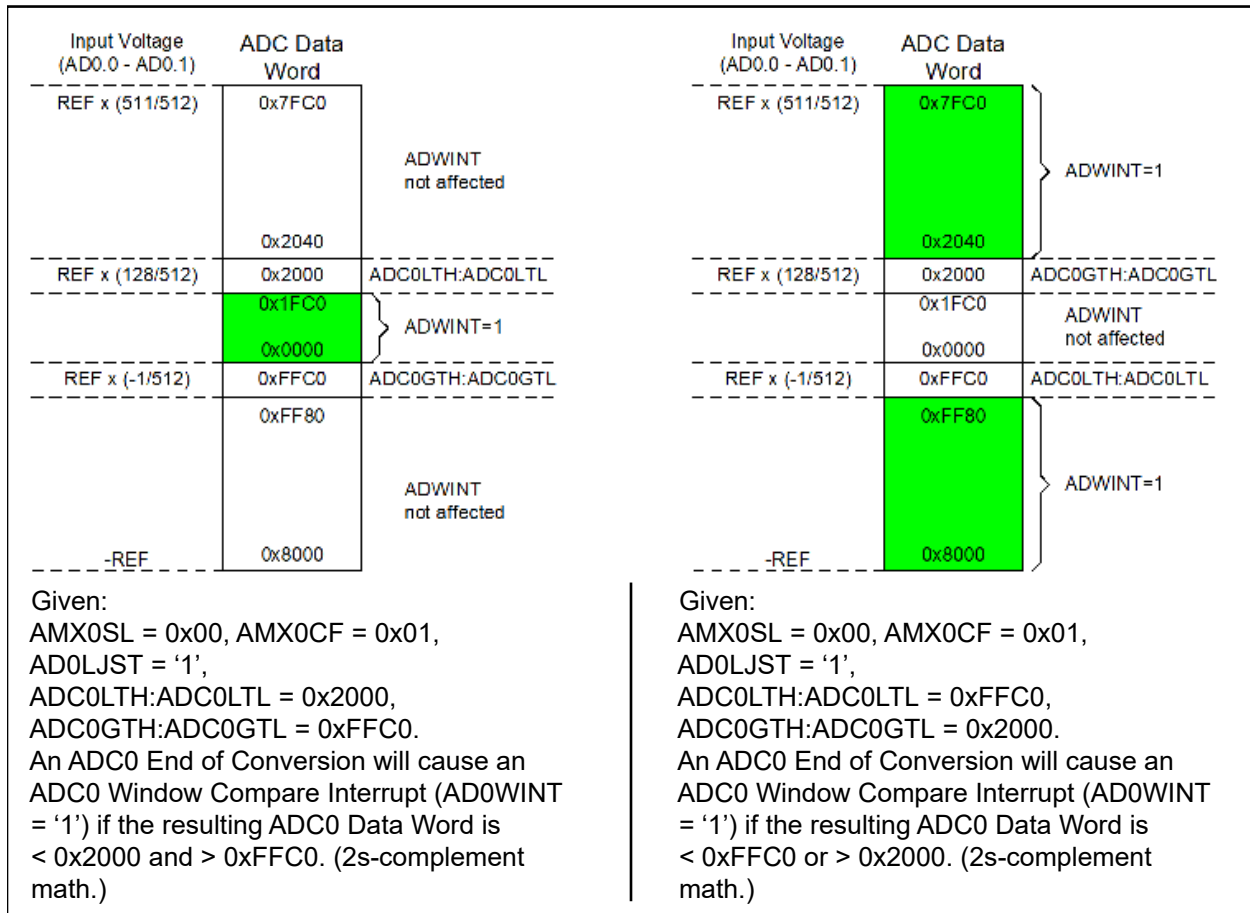 Input Voltage
(AD0.0 - AD0.1)
ADC Data
Word
REF x (511/512)
0x7FC0
ADWINT
not affected
0x2040
REF x (128/512)
0x2000
ADC0LTH:ADC0LTL
0x1FC0
ADWINT=1
0x0000
REF x (-1/512)
0xFFC0
ADC0GTH:ADC0GTL
0xFF80
ADWINT
not affected
-REF
0x8000
Given:
AMX0SL = 0x00, AMX0CF = 0x01,
AD0LJST = ‘1’,
ADC0LTH:ADC0LTL = 0x2000,
ADC0GTH:ADC0GTL = 0xFFC0.
An ADC0 End of Conversion will cause an
ADC0 Window Compare Interrupt (AD0WINT
= ‘1’) if the resulting ADC0 Data Word is
< 0x2000 and > 0xFFC0. (2s-complement
math.)
Input Voltage
(AD0.0 - AD0.1)
ADC Data
Word
REF x (511/512)
0x7FC0
ADWINT=1
0x2040
REF x (128/512)
0x2000
ADC0GTH:ADC0GTL
0x1FC0
ADWINT
not affected
0x0000
REF x (-1/512)
0xFFC0
ADC0LTH:ADC0LTL
0xFF80
ADWINT=1
-REF
0x8000
Given:
AMX0SL = 0x00, AMX0CF = 0x01,
AD0LJST = ‘1’,
ADC0LTH:ADC0LTL = 0xFFC0,
ADC0GTH:ADC0GTL = 0x2000.
An ADC0 End of Conversion will cause an
ADC0 Window Compare Interrupt (AD0WINT
= ‘1’) if the resulting ADC0 Data Word is
< 0xFFC0 or > 0x2000. (2s-complement
math.)